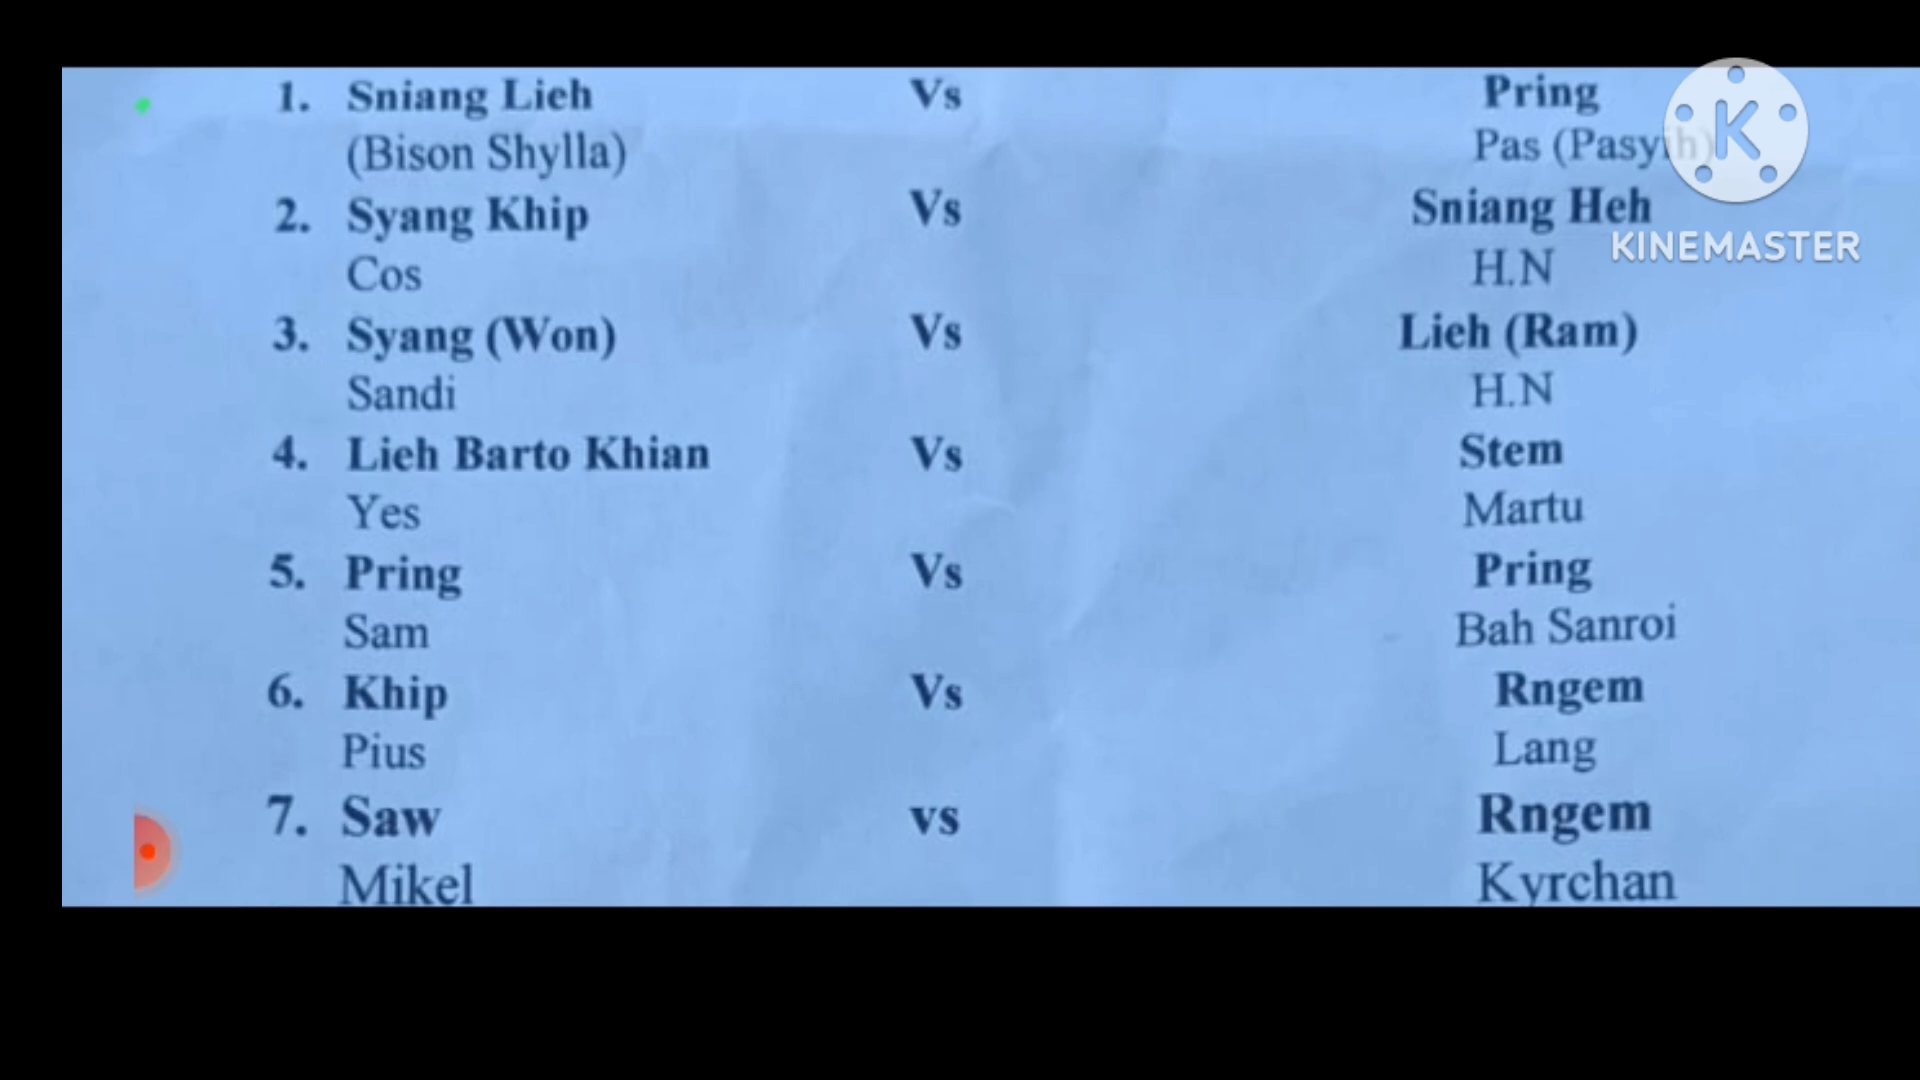 1. Sniang Lieh Vs Pring
(Bison Shylla) Pas (Pasyih)
2. Syang Khip Vs Sniang Heh
Cos H.N
3. Syang (Won) Vs Lieh (Ram)
Sandi H.N
4. Lieh Barto Khian Vs Stem
Yes Martu
5. Pring Vs Pring
Sam Bah Sanroi
6. Khip Vs Rngem
Pius Lang
7. Saw vs Rngem
Mikel Kyrchan
K
KINEMASTER